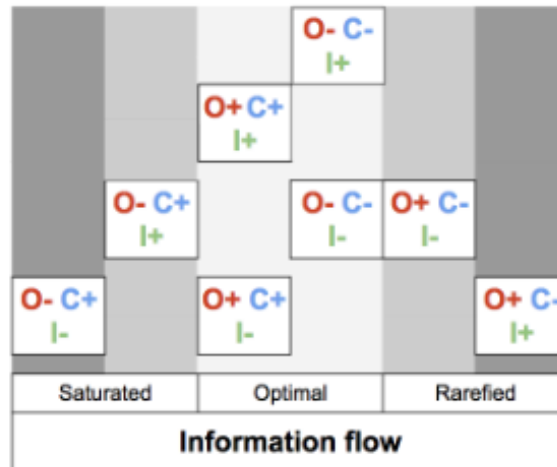 O- C-
I+
O+ C+
I+
O- C+
I+
O- C-
I-
O+ C-
I-
O- C+
I-
O+ C+
I-
O+ C-
I+
Saturated
Optimal
Rarefied
Information flow